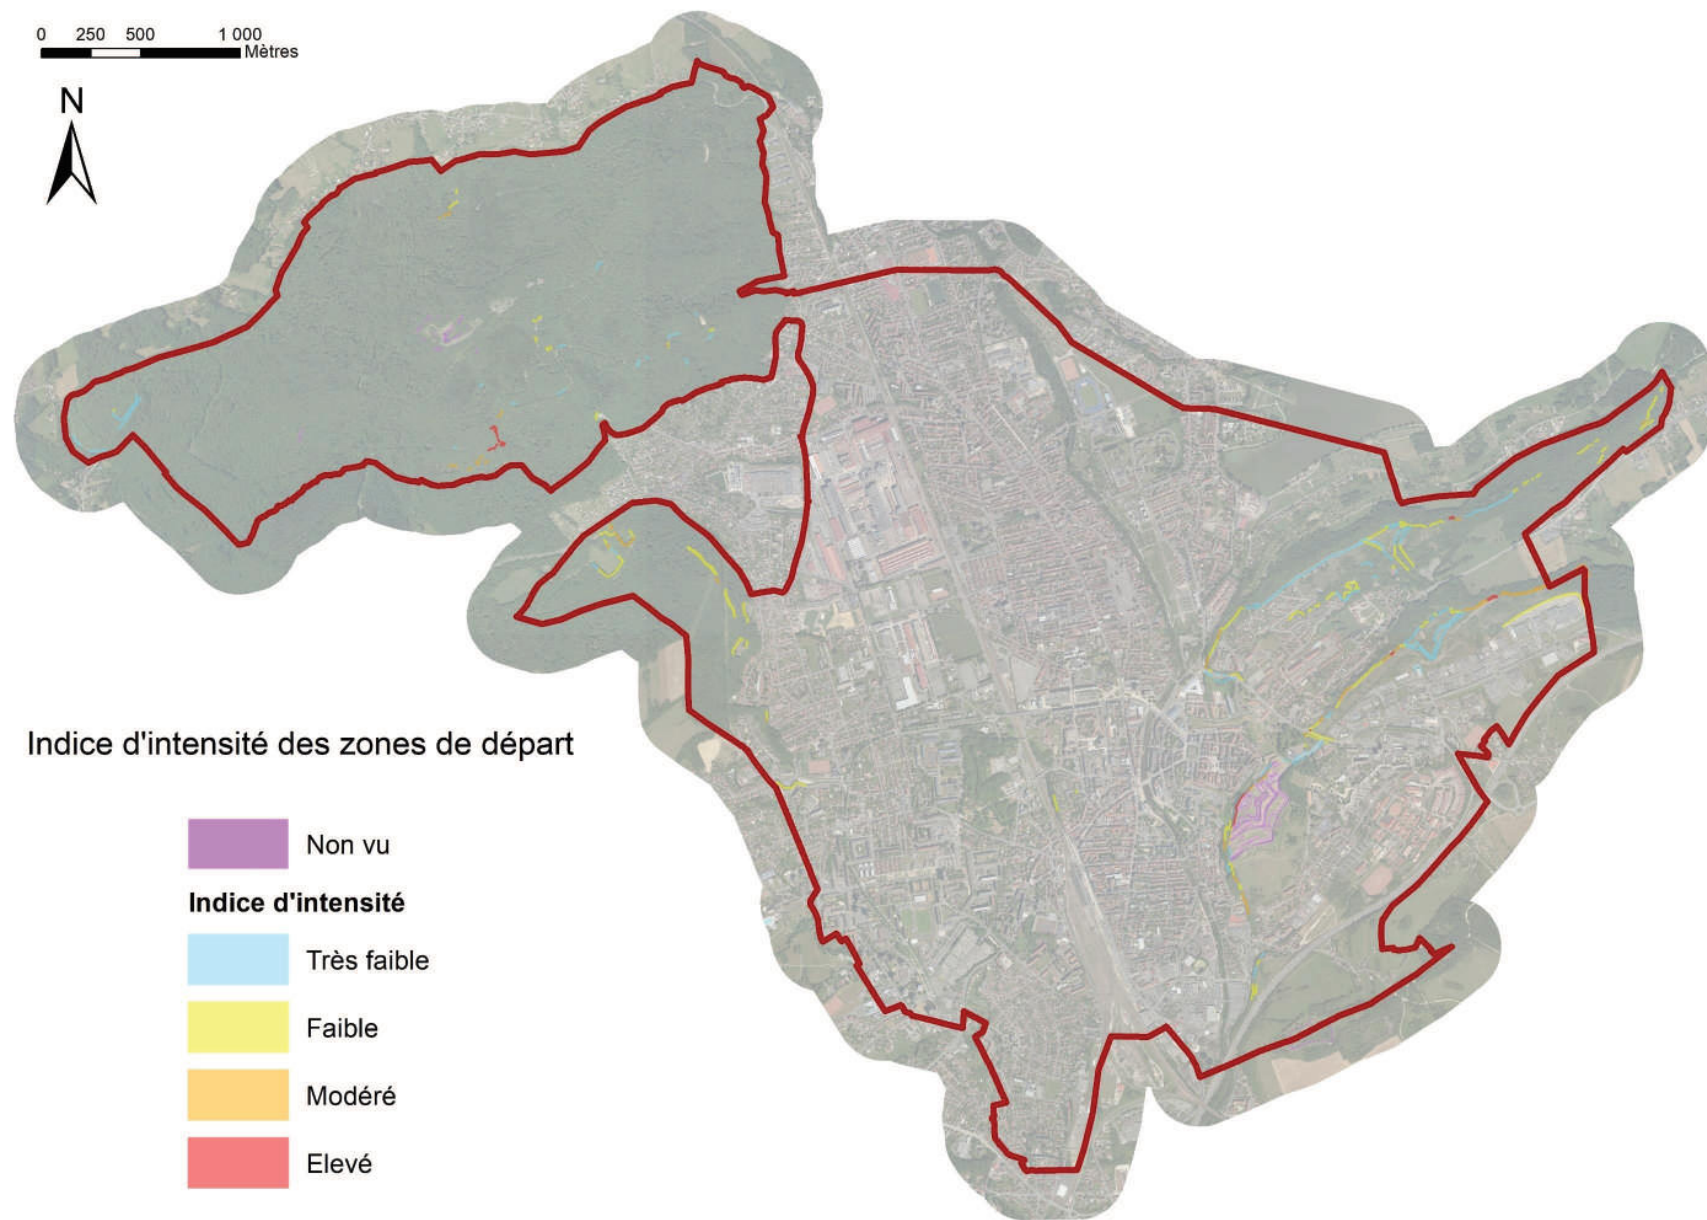 0 250 500 1 000
Mètres
N
Indice d'intensité des zones de départ
Non vu
Indice d'intensité
Très faible
Faible
Modéré
Elevé